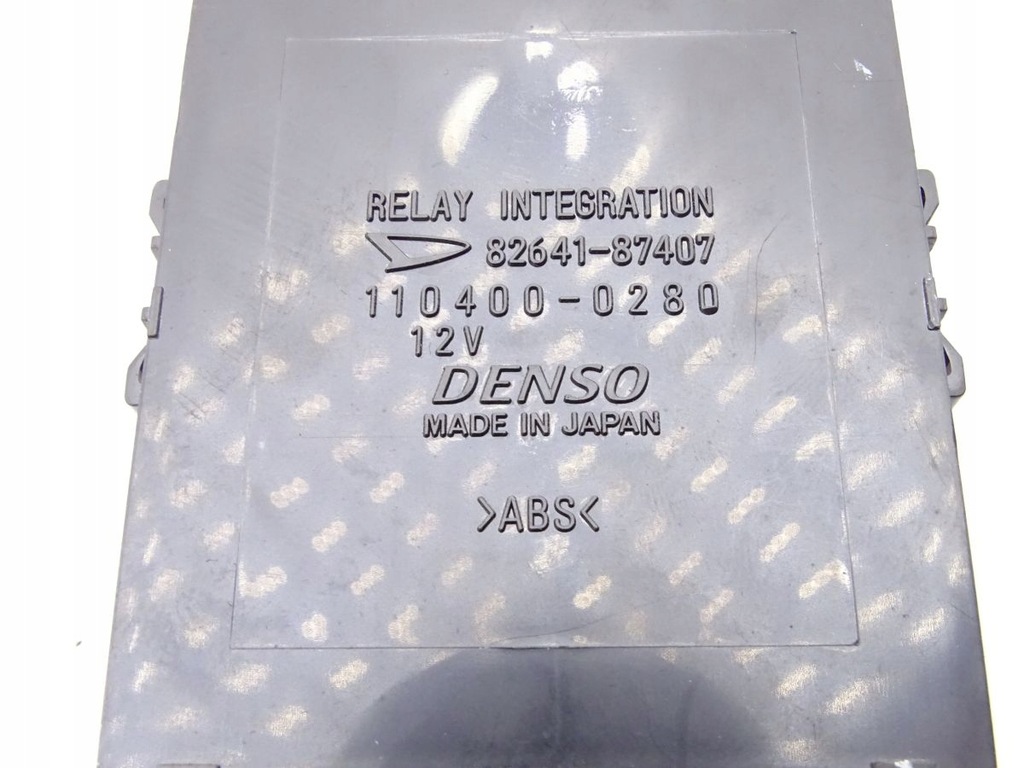 RELAY INTEGRATION
82641-87407
110400-0280
12V
DENSO
MADE IN JAPAN
>ABS<